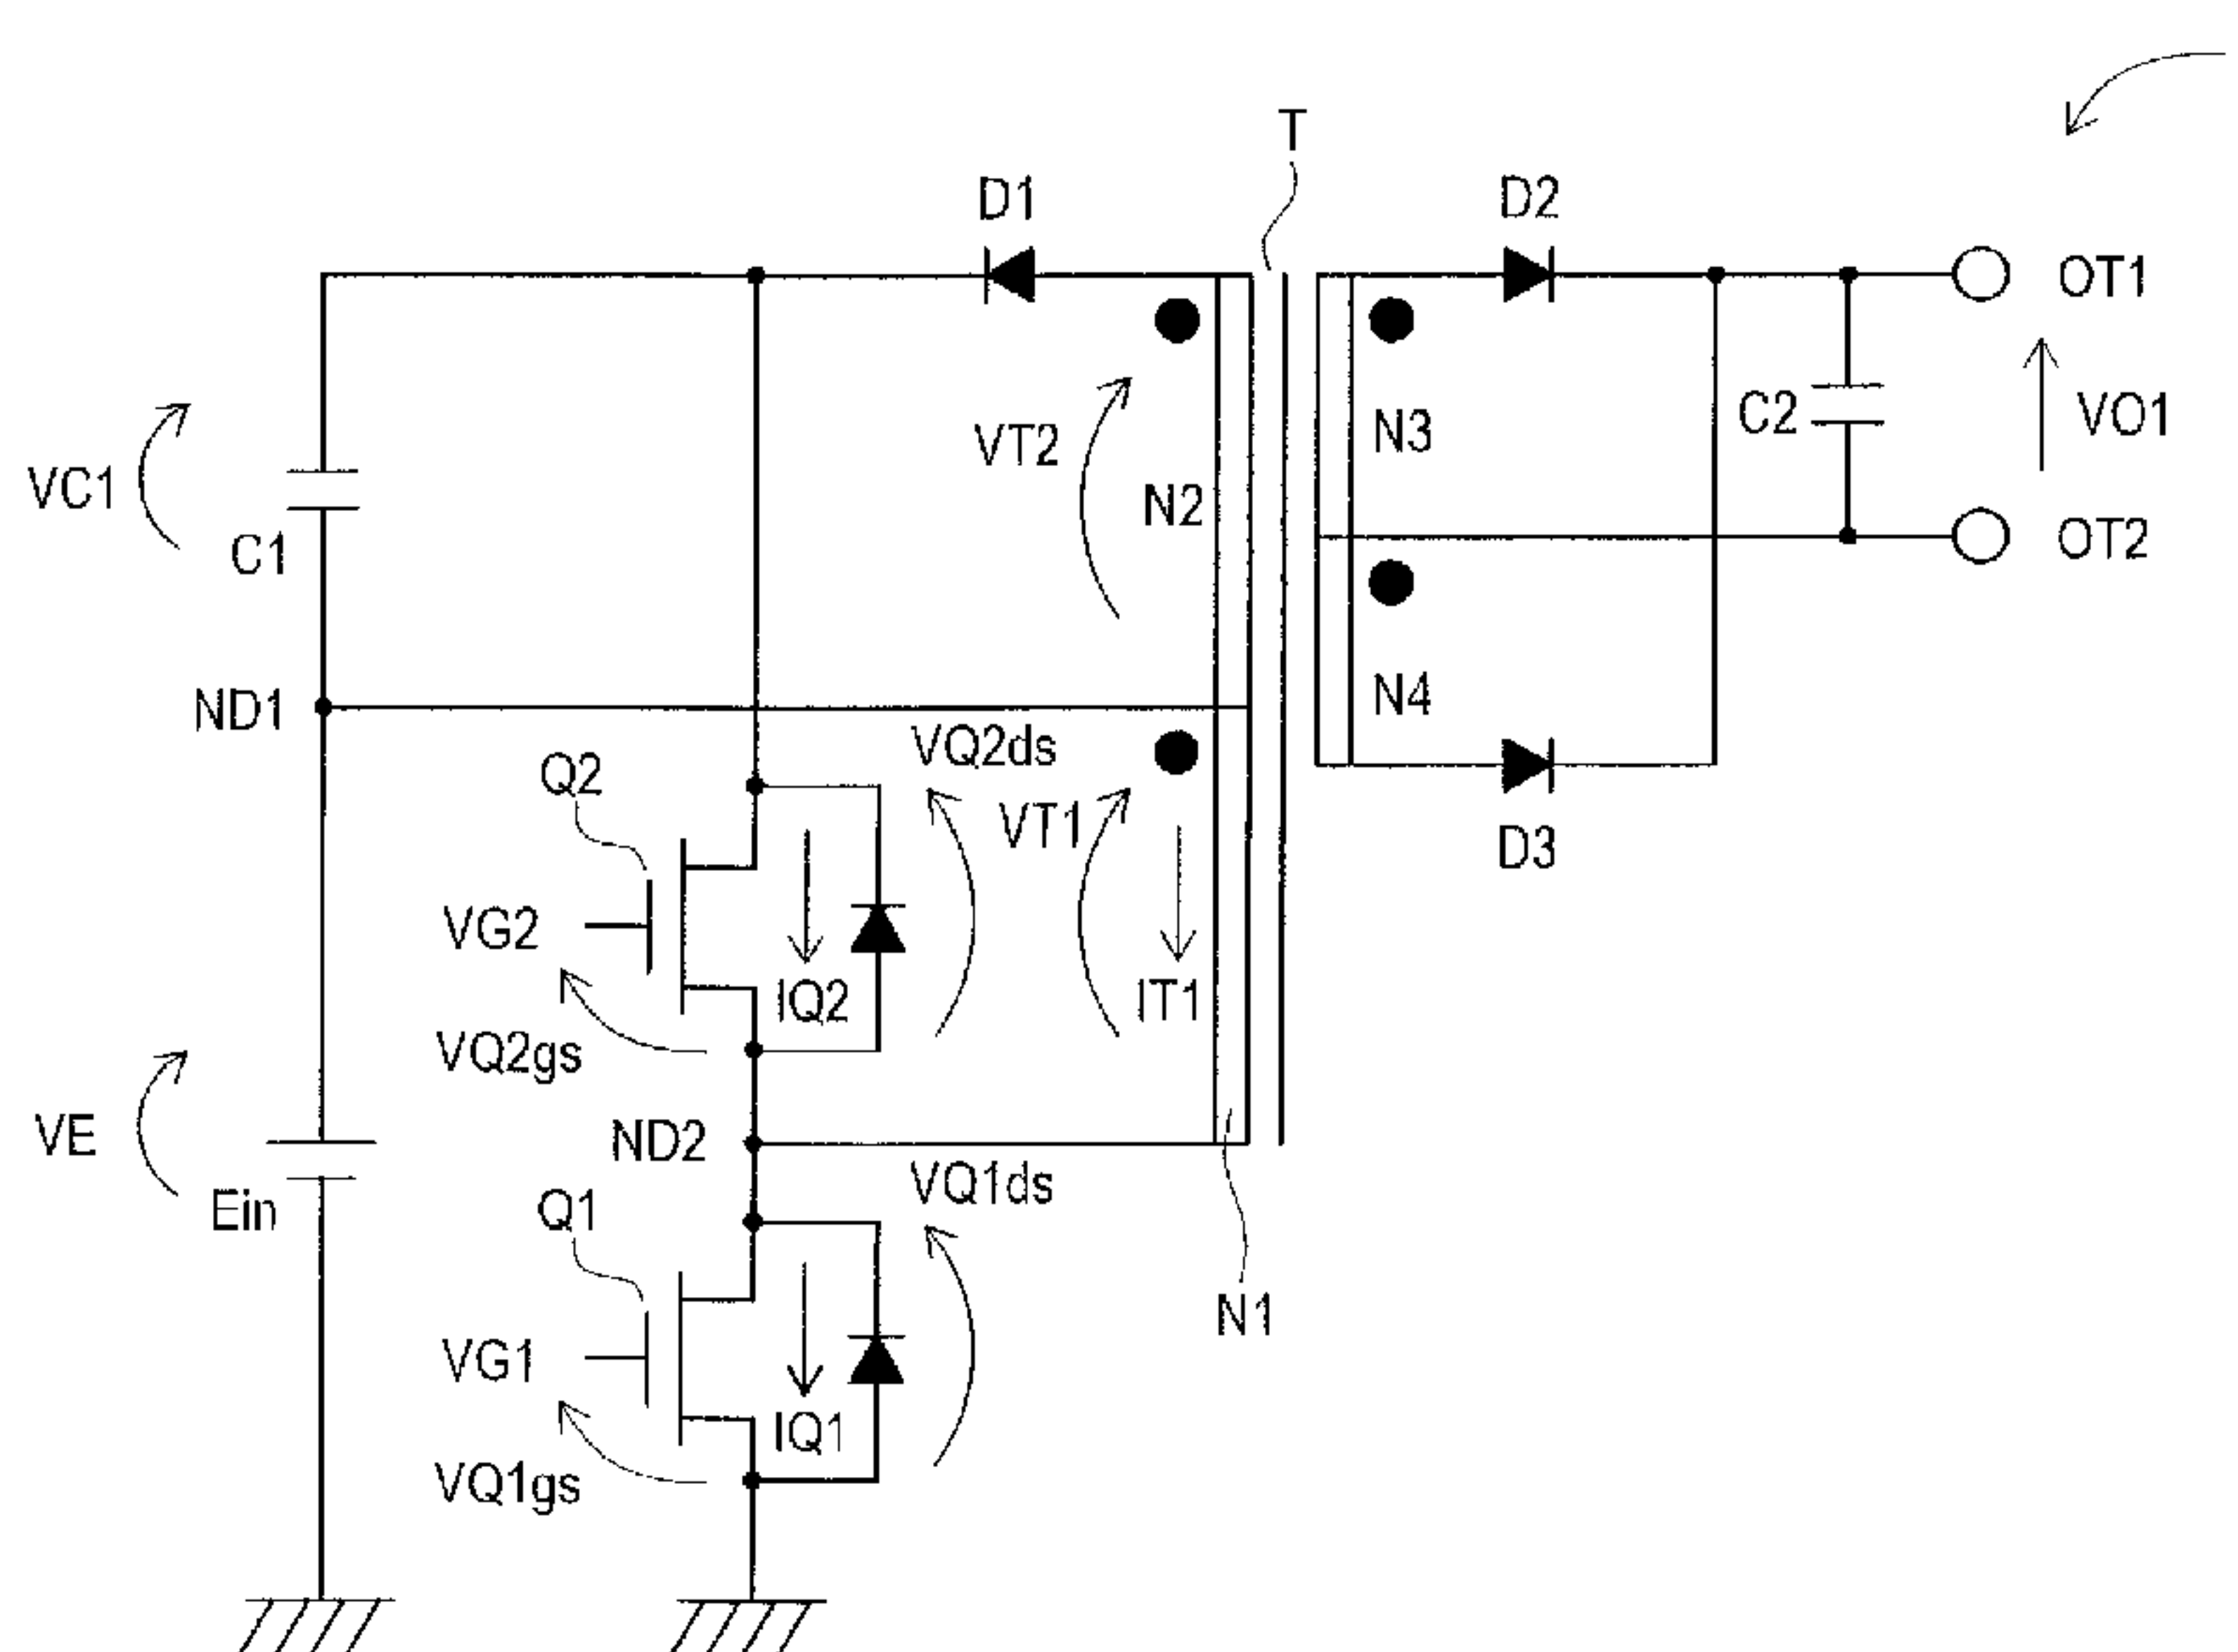 T
D1
D2
OT1
VT2
N3
C2
VO1
VC1
N2
C1
OT2
N4
ND1
VQ2ds
Q2
VT1
D3
VG2
IQ2
IT1
VQ2gs
VE
ND2
VQ1ds
Ein
Q1
N1
VG1
IQ1
VQ1gs